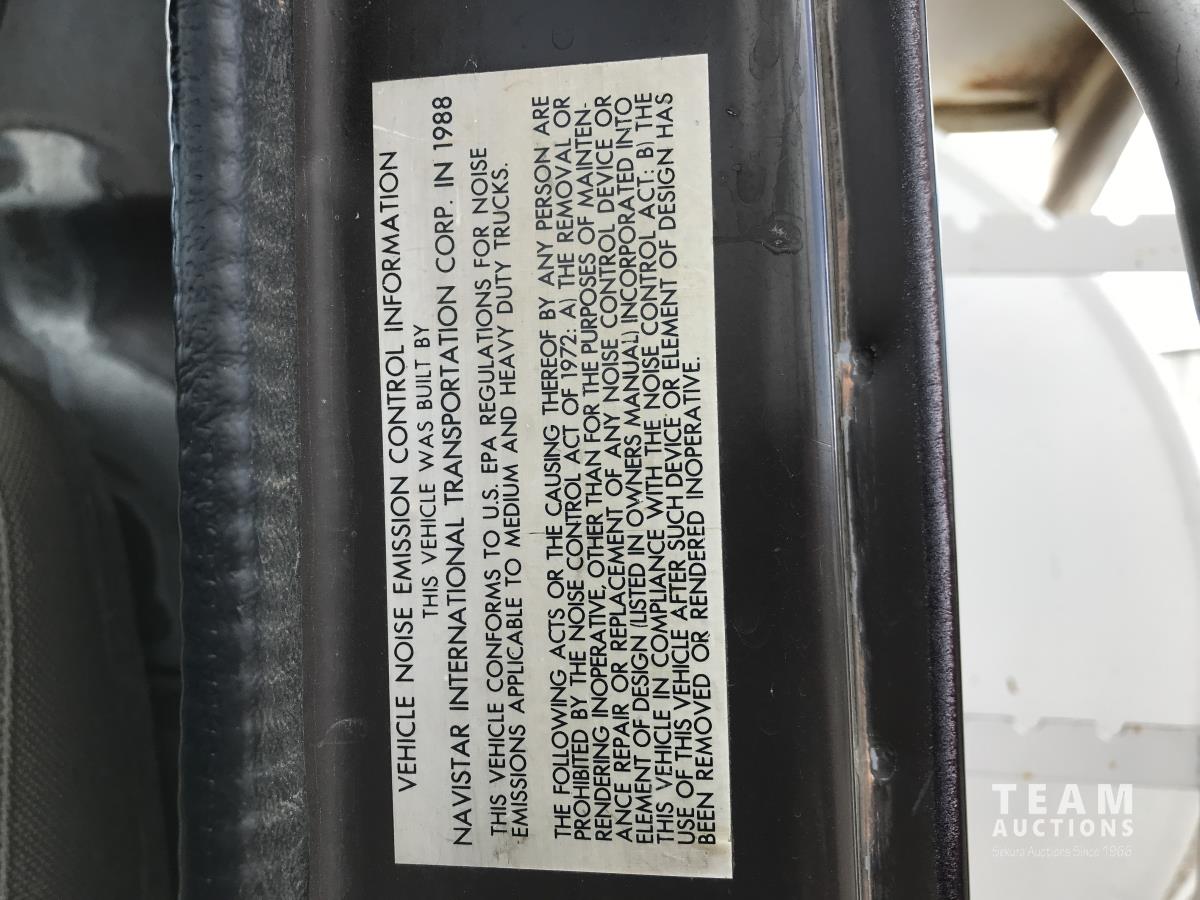 VEHICLE NOISE EMISSION CONTROL INFORMATION
THIS VEHICLE WAS BUILT BY
NAVISTAR INTERNATIONAL TRANSPORTATION CORP. IN 1988
THIS VEHICLE CONFORMS TO U.S. EPA REGULATIONS FOR NOISE
EMISSIONS APPLICABLE TO MEDIUM AND HEAVY DUTY TRUCKS.
THE FOLLOWING ACTS OR THE CAUSING THEREOF BY ANY PERSON ARE
PROHIBITED BY THE NOISE CONTROL ACT OF 1972: A) THE REMOVAL OR
RENDERING INOPERATIVE, OTHER THAN FOR THE PURPOSES OF MAINTEN-
ANCE REPAIR OR REPLACEMENT OF ANY NOISE CONTROL DEVICE OR
ELEMENT OF DESIGN (LISTED IN OWNERS MANUAL) INCORPORATED INTO
THIS VEHICLE IN COMPLIANCE WITH THE NOISE CONTROL ACT: B) THE
USE OF THIS VEHICLE AFTER SUCH DEVICE OR ELEMENT OF DESIGN HAS
BEEN REMOVED OR RENDERED INOPERATIVE.
TEAM
AUCTIONS
Sekura Auctions Since 1966